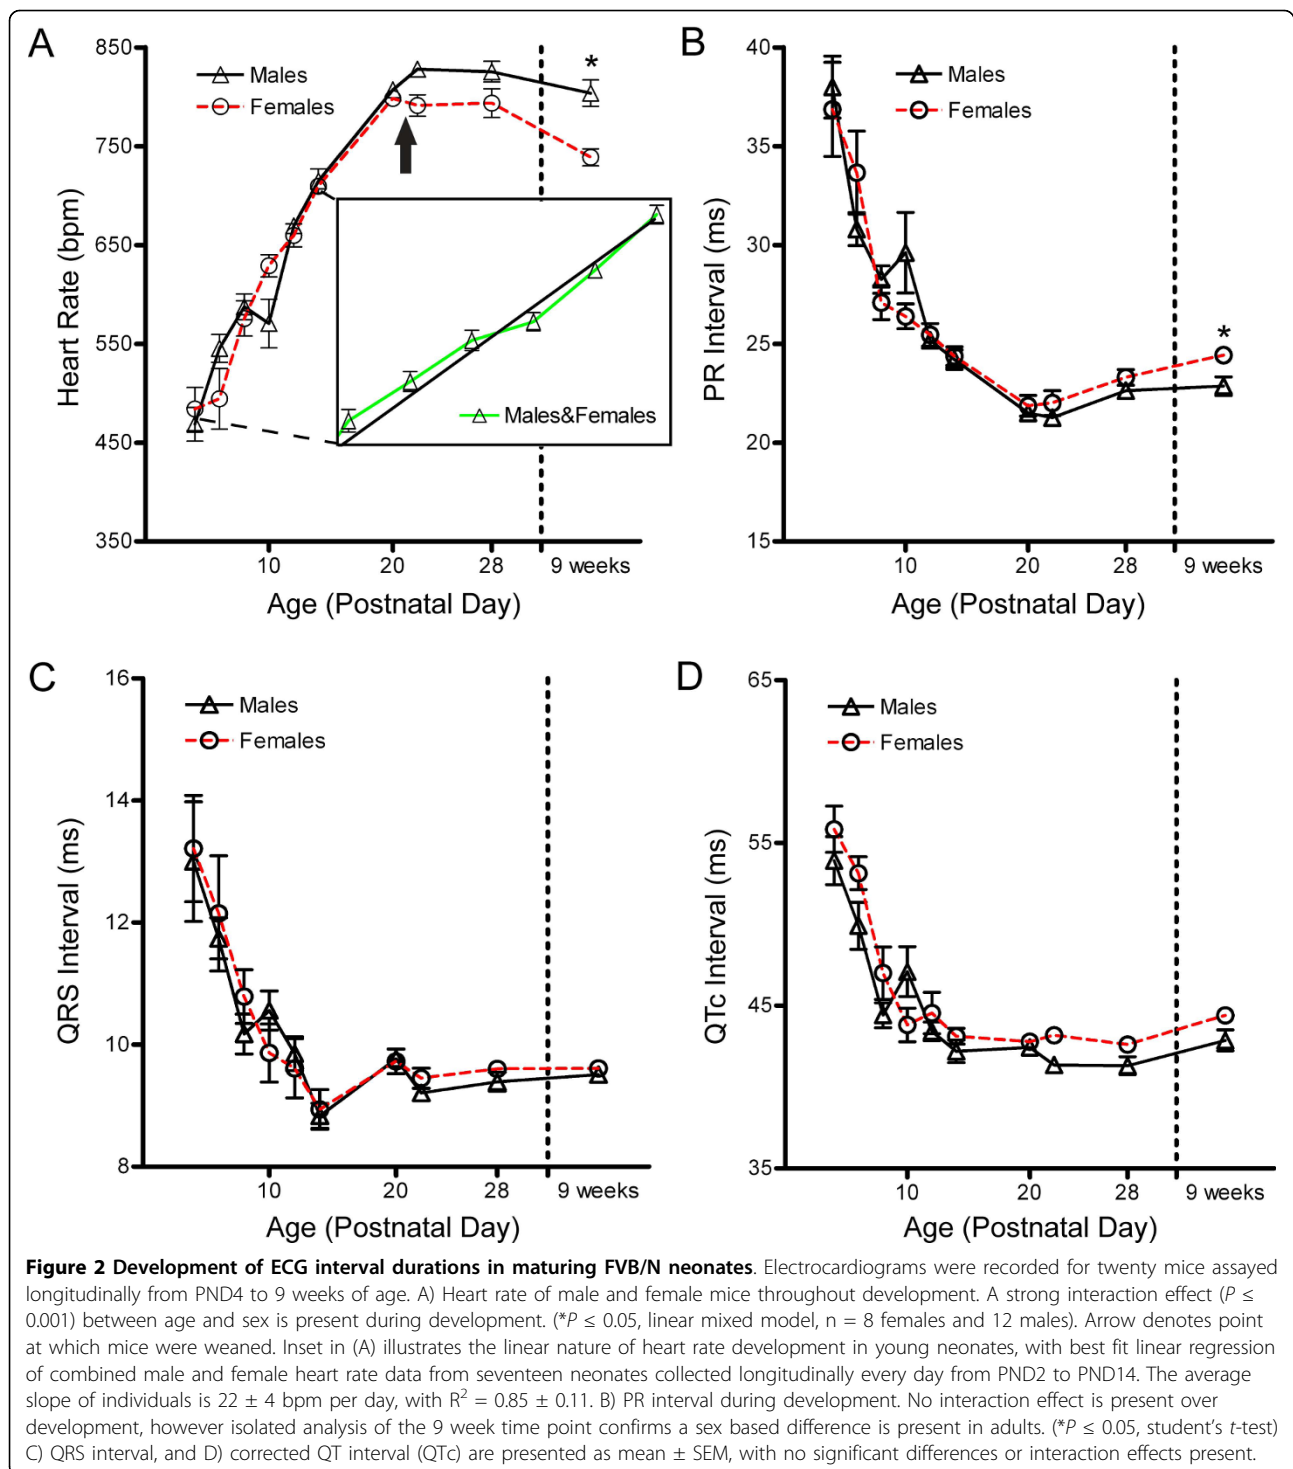 A
850
750
650
550
450
350
Heart Rate (bpm)
Males
Females
*
Males&Females
10
20
28
9 weeks
Age (Postnatal Day)
B
40
35
30
25
20
15
PR Interval (ms)
Males
Females
*
10
20
28
9 weeks
Age (Postnatal Day)
C
16
14
12
10
8
QRS Interval (ms)
Males
Females
10
20
28
9 weeks
Age (Postnatal Day)
D
65
55
45
35
QTc Interval (ms)
Males
Females
10
20
28
9 weeks
Age (Postnatal Day)
Figure 2 Development of ECG interval durations in maturing FVB/N neonates. Electrocardiograms were recorded for twenty mice assayed
longitudinally from PND4 to 9 weeks of age. A) Heart rate of male and female mice throughout development. A strong interaction effect (P ≤
0.001) between age and sex is present during development. (*P ≤ 0.05, linear mixed model, n = 8 females and 12 males). Arrow denotes point
at which mice were weaned. Inset in (A) illustrates the linear nature of heart rate development in young neonates, with best fit linear regression
of combined male and female heart rate data from seventeen neonates collected longitudinally every day from PND2 to PND14. The average
slope of individuals is 22 ± 4 bpm per day, with R² = 0.85 ± 0.11. B) PR interval during development. No interaction effect is present over
development, however isolated analysis of the 9 week time point confirms a sex based difference is present in adults. (*P ≤ 0.05, student's t-test)
C) QRS interval, and D) corrected QT interval (QTc) are presented as mean ± SEM, with no significant differences or interaction effects present.